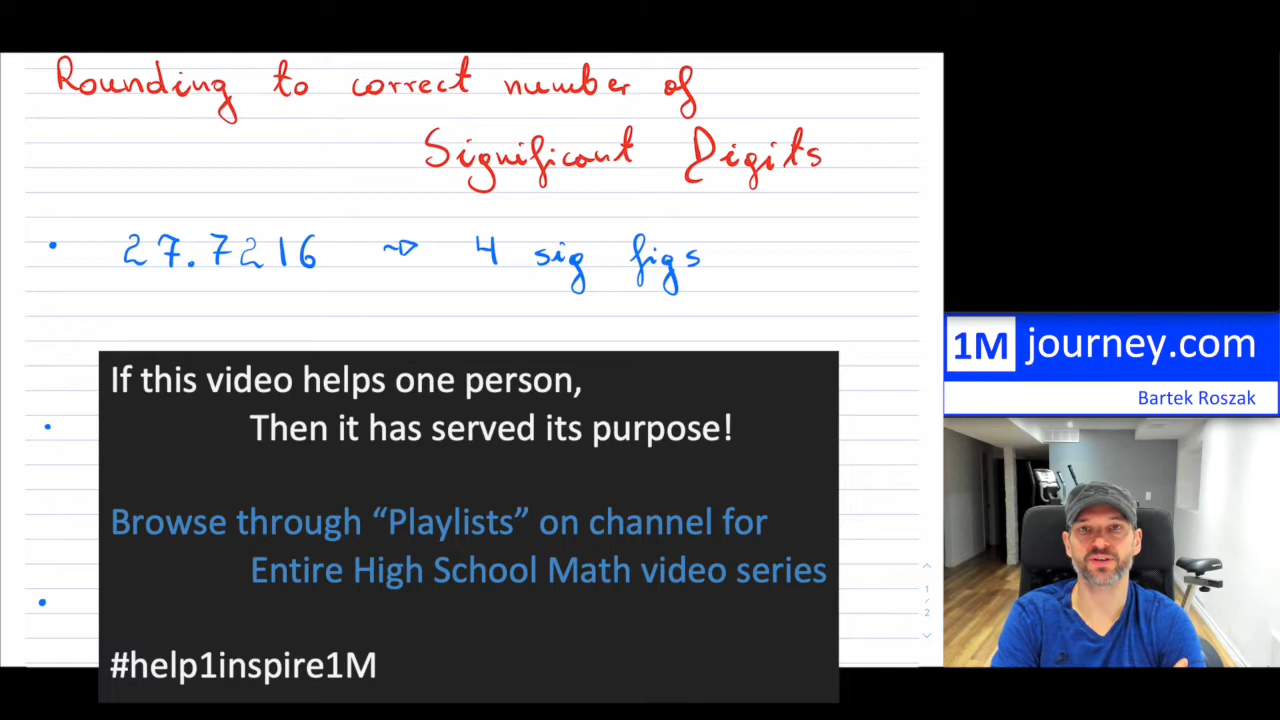 Rounding to correct number of
Significant Digits
• 27.7216 ~> 4 sig figs
If this video helps one person,
Then it has served its purpose!
Browse through “Playlists” on channel for
Entire High School Math video series
#help1inspire1M
1M journey.com
Bartek Roszak
1
/
2